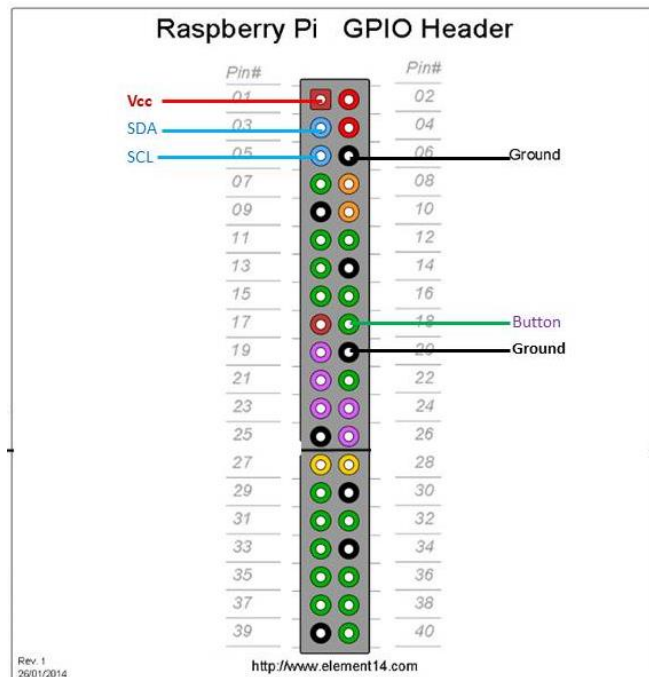 Raspberry Pi GPIO Header
Pin# Pin#
Vcc 01 02
SDA 03 04
SCL 05 06 Ground
07 08
09 10
11 12
13 14
15 16
17 18 Button
19 20 Ground
21 22
23 24
25 26
27 28
29 30
31 32
33 34
35 36
37 38
39 40
Rev. 1
26/01/2014
http://www.element14.com